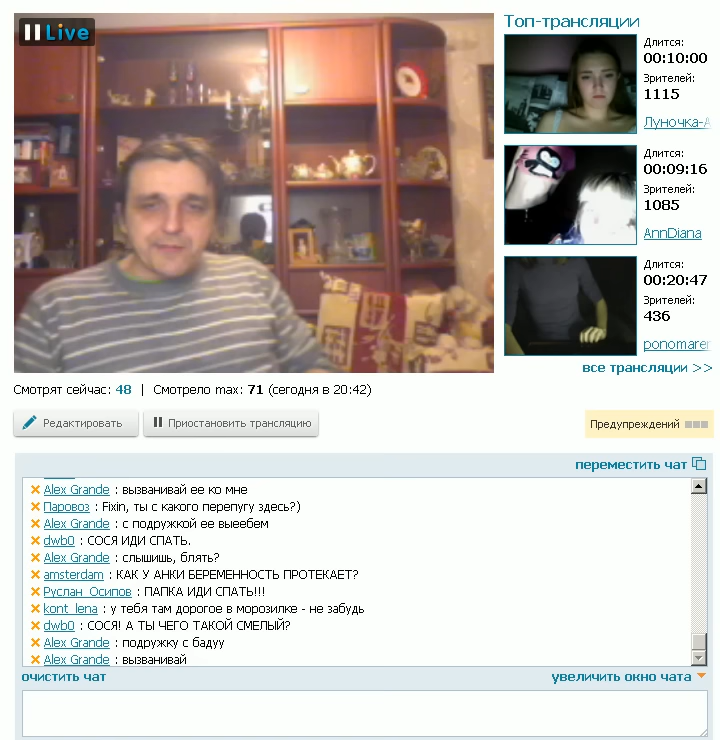 Live
Топ-трансляции
Длится:
00:10:00
Зрителей:
1115
Луночка-А
Длится:
00:09:16
Зрителей:
1085
AnnDiana
Длится:
00:20:47
Зрителей:
436
ponomarer
все трансляции >>
Смотрят сейчас: 48 | Смотрело max: 71 (сегодня в 20:42)
Редактировать
Приостановить трансляцию
Предупреждений
переместить чат
Alex Grande : вызванивай ее ко мне
Паровоз : Fixin, ты с какого перепугу здесь?)
Alex Grande : с подружкой ее выеебем
dwb0 : СОСЯ ИДИ СПАТЬ.
Alex Grande : слышишь, блять?
amsterdam : КАК У АНКИ БЕРЕМЕННОСТЬ ПРОТЕКАЕТ?
Руслан_Осипов : ПАПКА ИДИ СПАТЬ!!!
kont_lena : у тебя там дорогое в морозилке - не забудь
dwb0 : СОСЯ! А ТЫ ЧЕГО ТАКОЙ СМЕЛЫЙ?
Alex Grande : подружку с бадуу
Alex Grande : вызванивай
очистить чат
увеличить окно чата